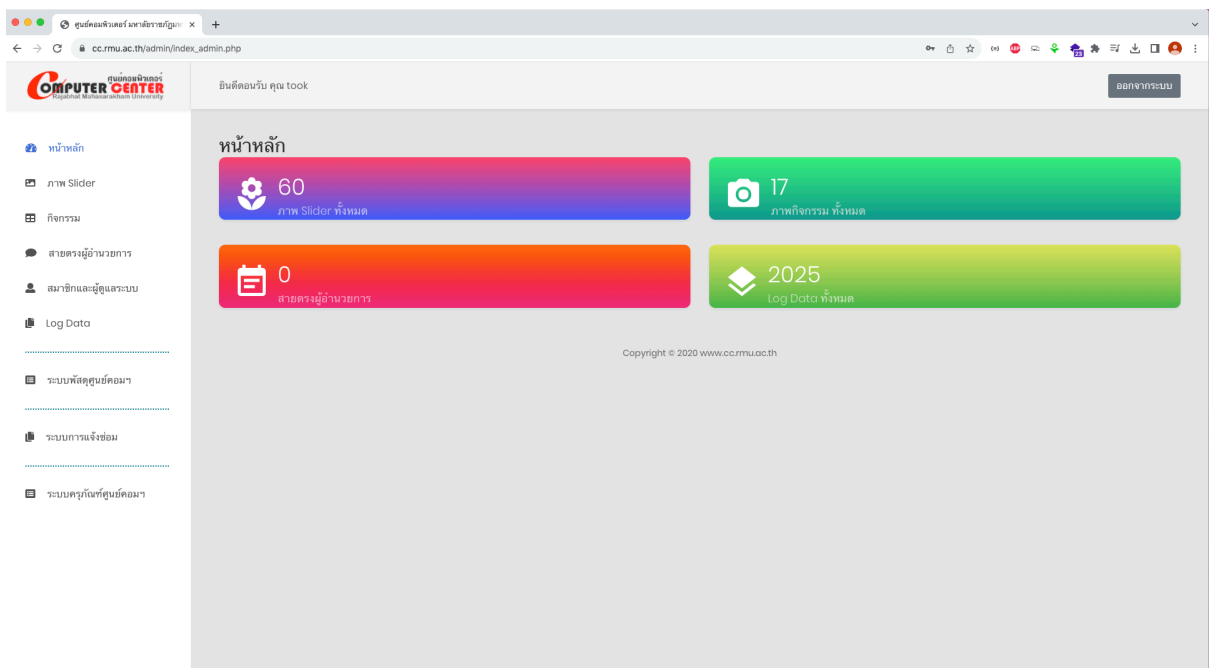 ศูนย์คอมพิวเตอร์ มหาลัยราชภัฏมห
cc.rmu.ac.th/admin/index_admin.php
ABP
23
ศูนย์คอมพิวเตอร์
COMPUTER CENTER
Rajabhat Mahasarakham University
ยินดีตอนรับ คุณ took
ออกจากระบบ
หน้าหลัก
ภาพ Slider
กิจกรรม
สายตรงผู้อำนวยการ
สมาชิกและผู้ดูแลระบบ
Log Data
ระบบพัสดุศูนย์คอมฯ
ระบบการแจ้งซ่อม
ระบบครุภัณฑ์ศูนย์คอมฯ
หน้าหลัก
60
ภาพ Slider ทั้งหมด
17
ภาพกิจกรรม ทั้งหมด
0
สายตรงผู้อำนวยการ
2025
Log Data ทั้งหมด
Copyright © 2020 www.cc.rmu.ac.th